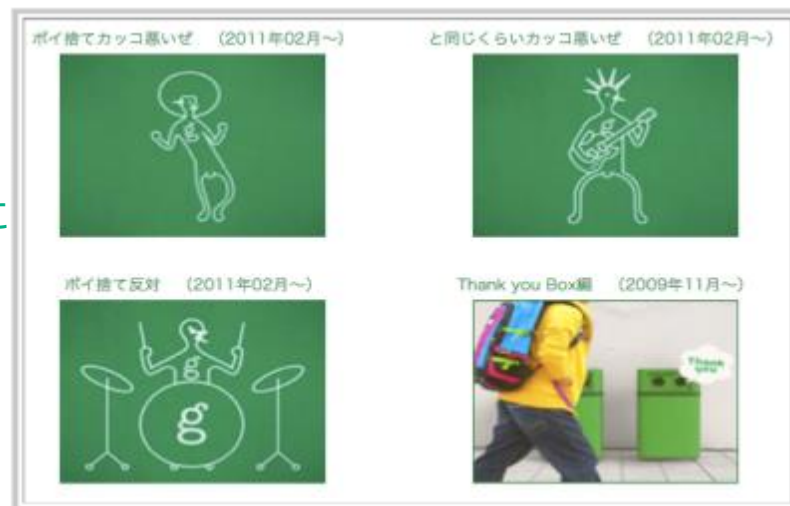 ポイ捨てカッコ悪いぜ （2011年02月〜）
と同じくらいカッコ悪いぜ （2011年02月〜）
g
g
ポイ捨て反対 （2011年02月〜）
Thank you Box編 （2009年11月〜）
g
g
Thank
you